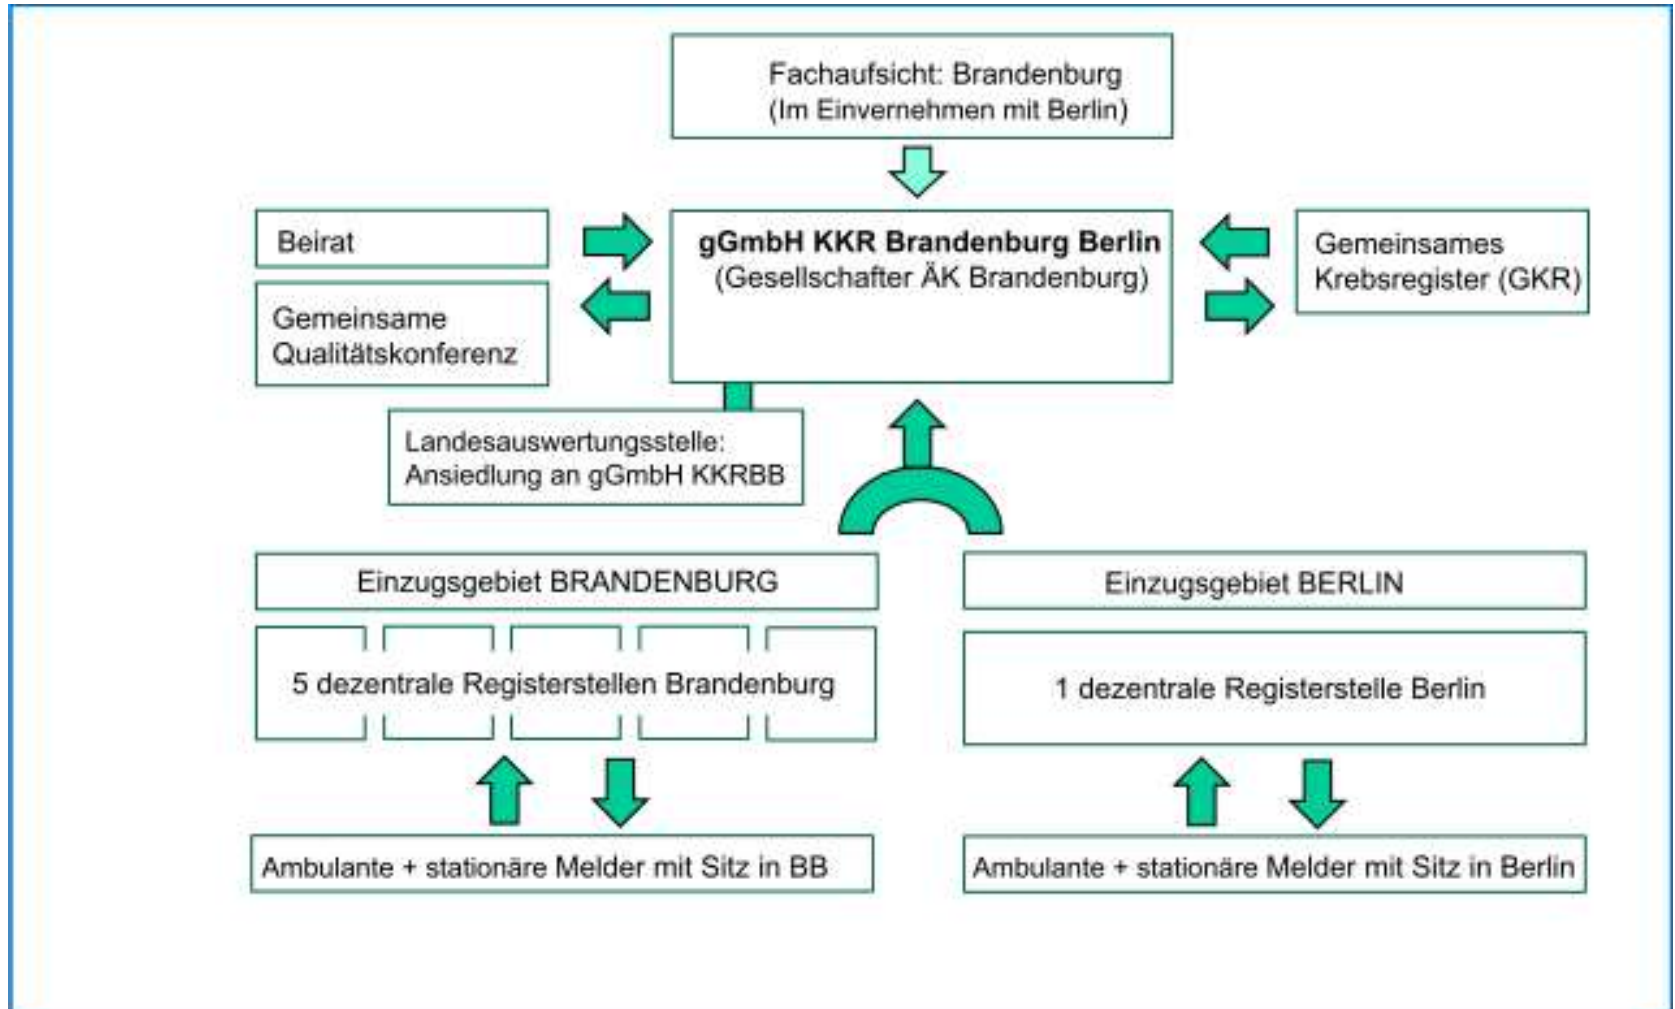 Fachaufsicht: Brandenburg
(Im Einvernehmen mit Berlin)
Beirat
gGmbH KKR Brandenburg Berlin
(Gesellschafter ÄK Brandenburg)
Gemeinsames
Krebsregister (GKR)
Gemeinsame
Qualitätskonferenz
Landesauswertungsstelle:
Ansiedlung an gGmbH KKRBB
Einzugsgebiet BRANDENBURG
Einzugsgebiet BERLIN
5 dezentrale Registerstellen Brandenburg
1 dezentrale Registerstelle Berlin
Ambulante + stationäre Melder mit Sitz in BB
Ambulante + stationäre Melder mit Sitz in Berlin